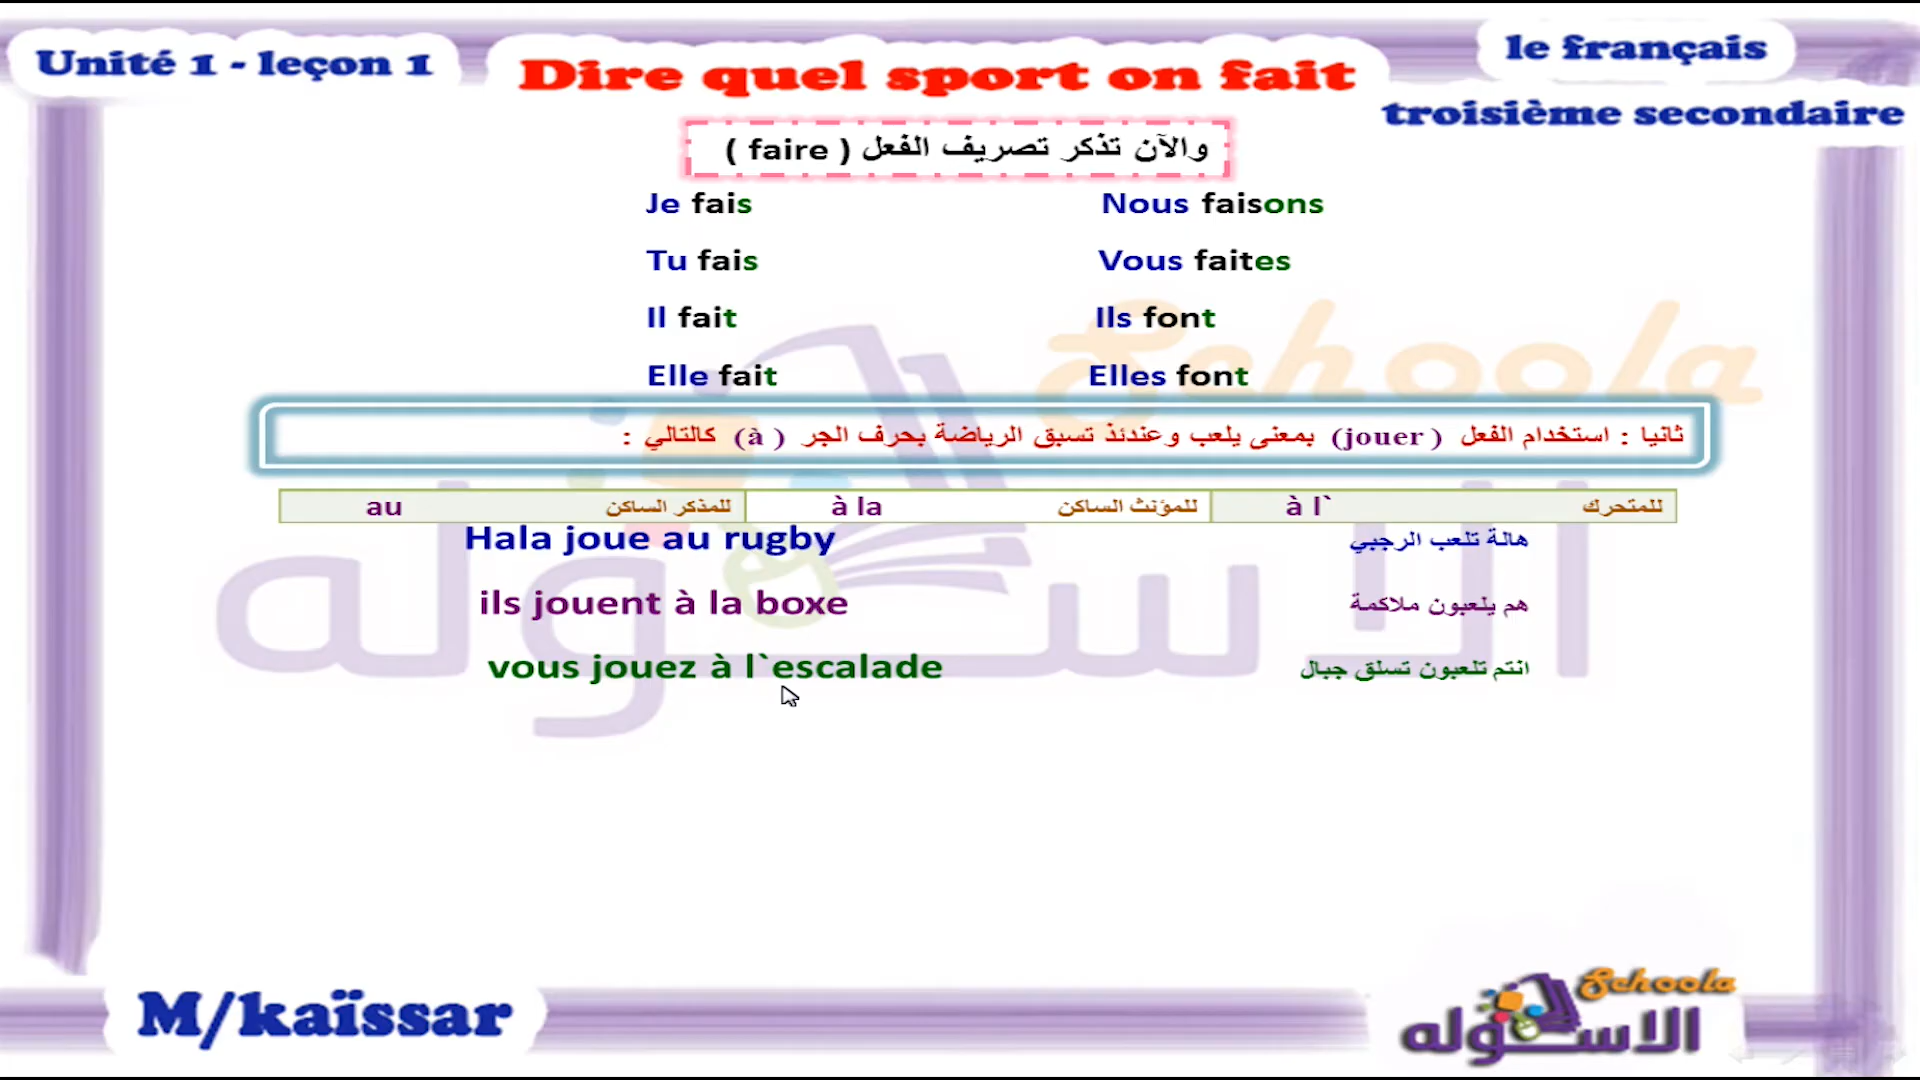 Unité 1 - leçon 1
Dire quel sport on fait
le français
troisième secondaire
والآن تذكر تصريف الفعل ( faire )
Je fais
Nous faisons
Tu fais
Vous faites
Il fait
Ils font
Elle fait
Elles font
ثانيا : استخدام الفعل ( jouer) بمعنى يلعب وعندئذ تسبق الرياضة بحرف الجر ( à) كالتالي :
au للمذكر الساكن à la للمؤنث الساكن à l` للمتحرك
Hala joue au rugby
هالة تلعب الرجبي
ils jouent à la boxe
هم يلعبون ملاكمة
vous jouez à l`escalade
انتم تلعبون تسلق جبال
M/kaïssar
Schoola
الاسكوله